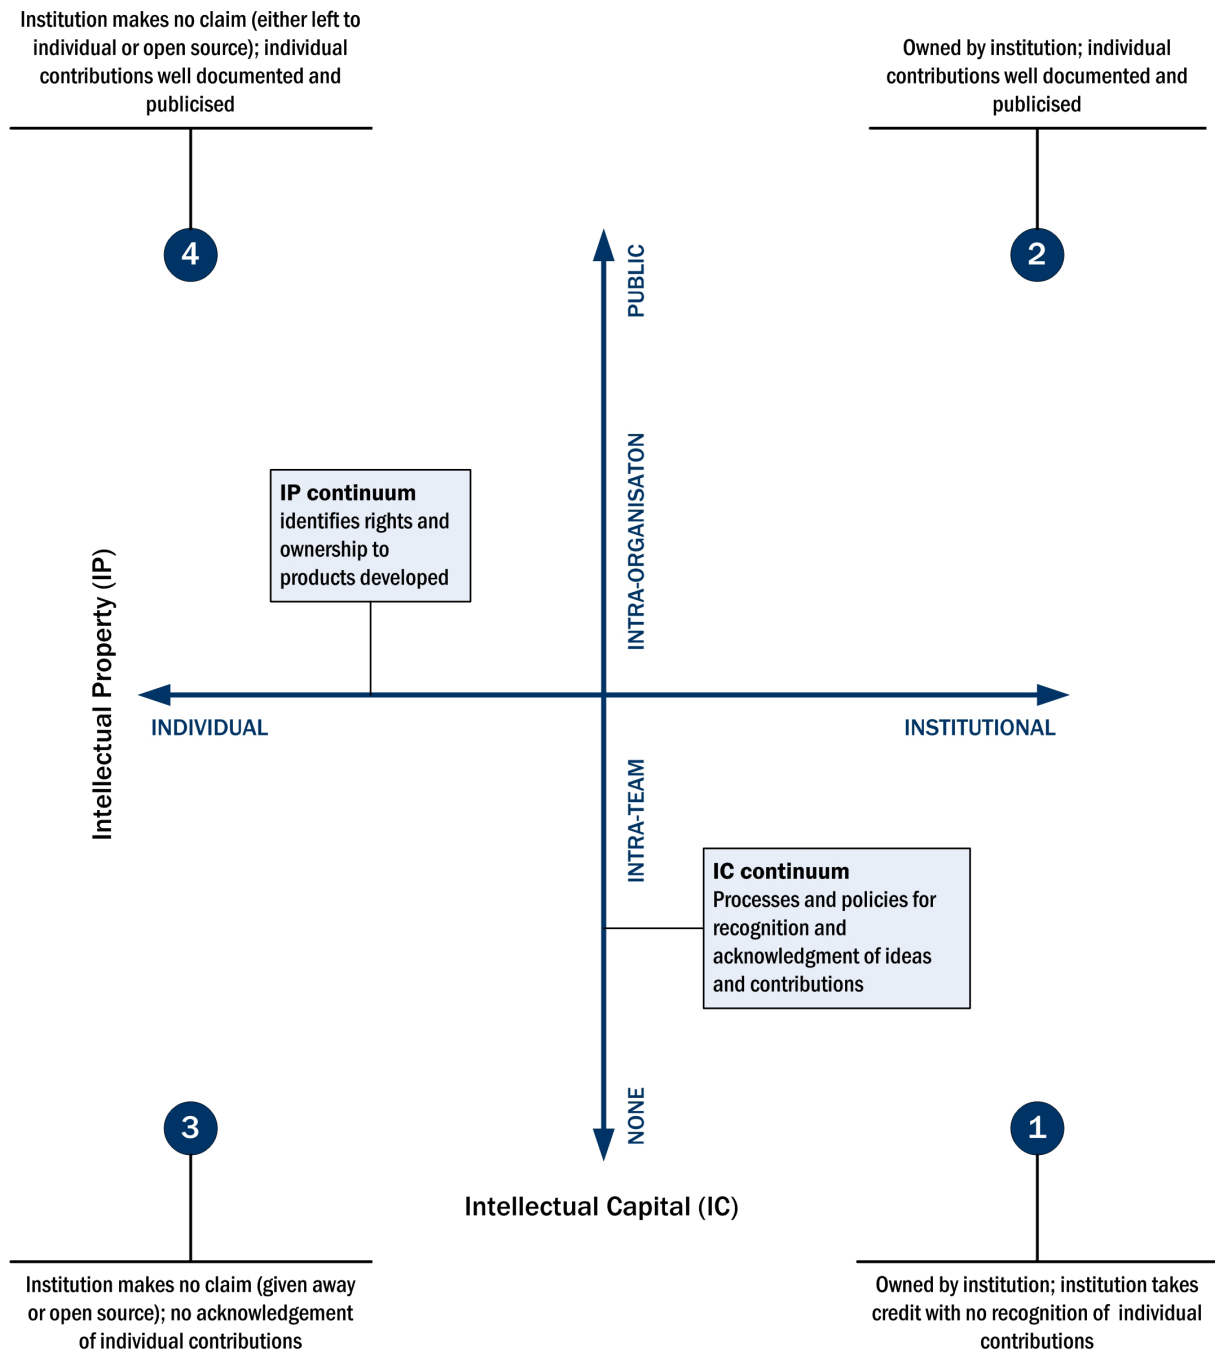 Institution makes no claim (either left to
individual or open source); individual
contributions well documented and
publicised
Owned by institution; individual
contributions well documented and
publicised
4
2
PUBLIC
INTRA-ORGANISATON
IP continuum
identifies rights and
ownership to
products developed
Intellectual Property (IP)
INDIVIDUAL
INSTITUTIONAL
INTRA-TEAM
IC continuum
Processes and policies for
recognition and
acknowledgment of ideas
and contributions
NONE
3
1
Intellectual Capital (IC)
Institution makes no claim (given away
or open source); no acknowledgement
of individual contributions
Owned by institution; institution takes
credit with no recognition of individual
contributions